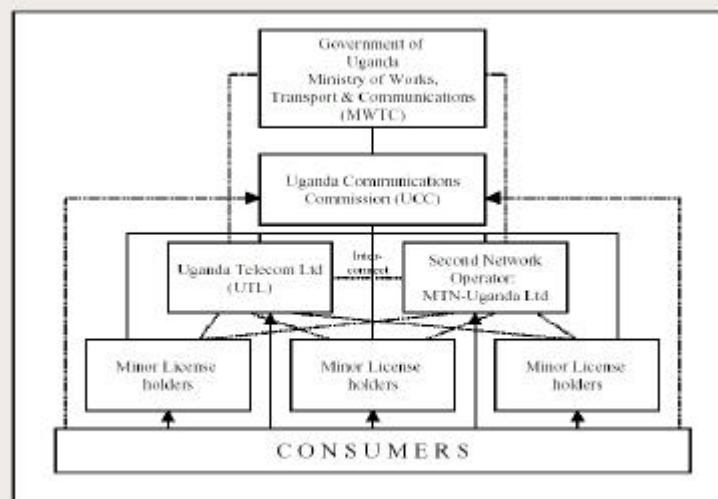 Government of
Uganda
Ministry of Works,
Transport & Communications
(MWTC)
Uganda Communications
Commission (UCC)
Uganda Telecom Ltd
(UTL)
Inter-
connect
Second Network
Operator:
MTN-Uganda Ltd
Minor License
holders
Minor License
holders
Minor License
holders
CONSUMERS